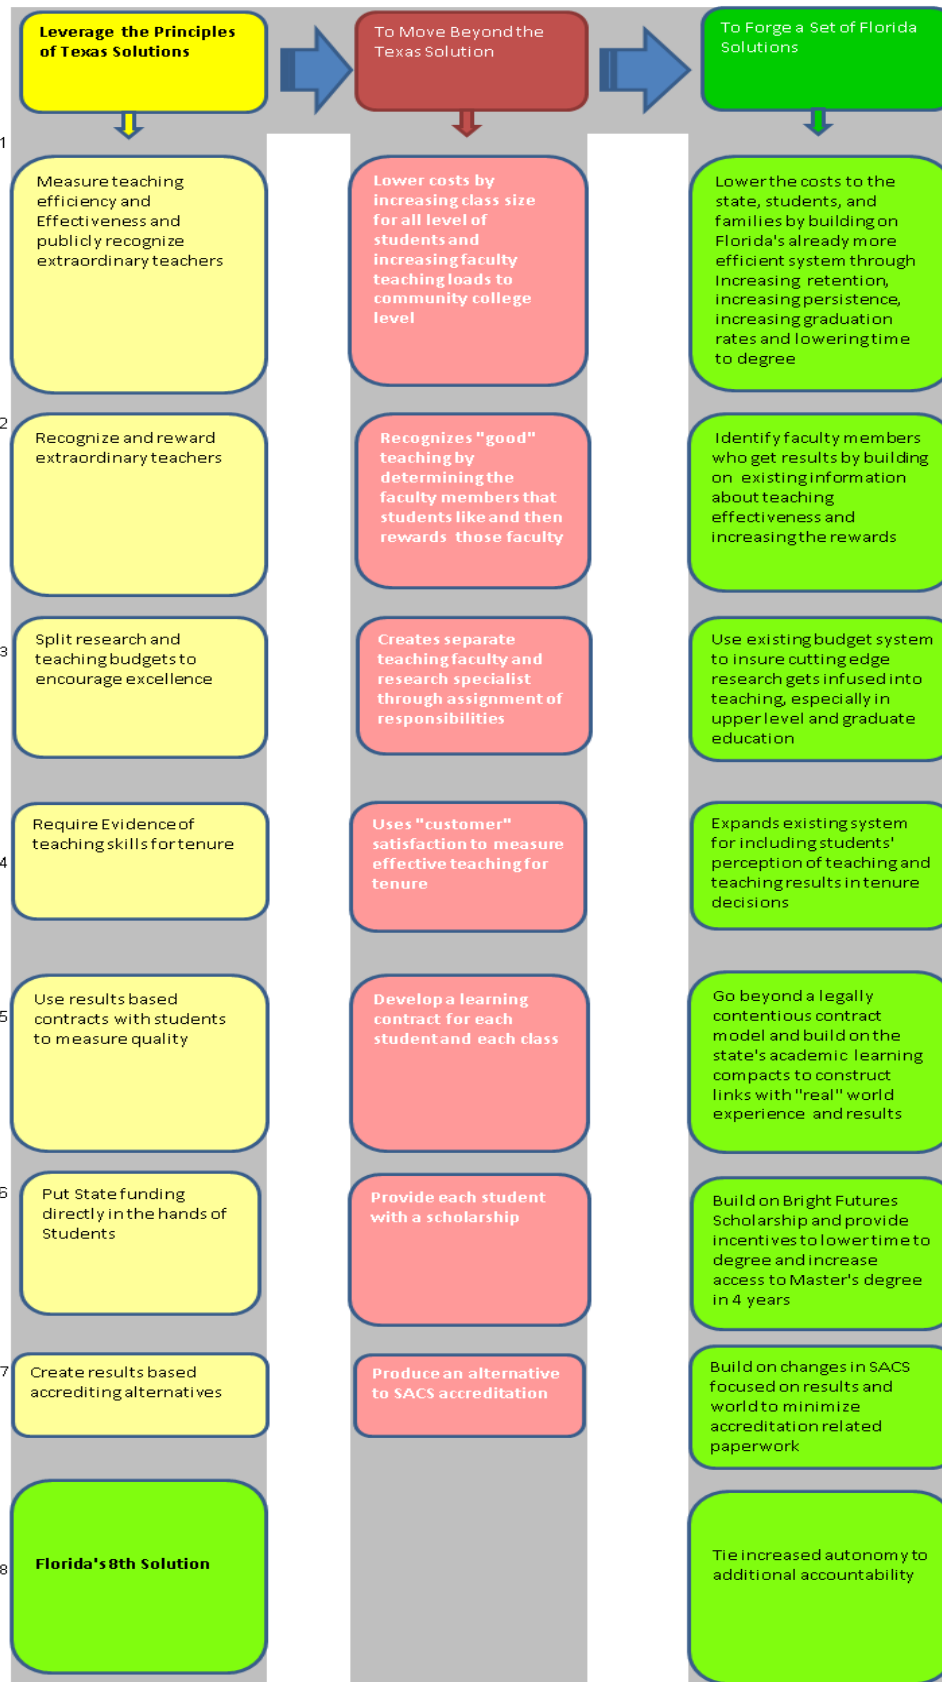 Leverage the Principles
of Texas Solutions
To Move Beyond the
Texas Solution
To Forge a Set of Florida
Solutions
1
Measure teaching
efficiency and
Effectiveness and
publicly recognize
extraordinary teachers
Lower costs by
increasing class size
for all level of
students and
increasing faculty
teaching loads to
community college
level
Lower the costs to the
state, students, and
families by building on
Florida's already more
efficient system through
Increasing retention,
increasing persistence,
increasing graduation
rates and lowering time
to degree
2
Recognize and reward
extraordinary teachers
Recognizes "good"
teaching by
determining the
faculty members that
students like and then
rewards those faculty
Identify faculty members
who get results by building
on existing information
about teaching
effectiveness and
increasing the rewards
3
Split research and
teaching budgets to
encourage excellence
Creates separate
teaching faculty and
research specialist
through assignment of
responsibilities
Use existing budget system
to insure cutting edge
research gets infused into
teaching, especially in
upper level and graduate
education
4
Require Evidence of
teaching skills for tenure
Uses "customer"
satisfaction to measure
effective teaching for
tenure
Expands existing system
for including students'
perception of teaching and
teaching results in tenure
decisions
5
Use results based
contracts with students
to measure quality
Develop a learning
contract for each
student and each class
Go beyond a legally
contentious contract
model and build on the
state's academic learning
compacts to construct
links with "real" world
experience and results
6
Put State funding
directly in the hands of
Students
Provide each student
with a scholarship
Build on Bright Futures
Scholarship and provide
incentives to lower time to
degree and increase
access to Master's degree
in 4 years
7
Create results based
accrediting alternatives
Produce an alternative
to SACS accreditation
Build on changes in SACS
focused on results and
world to minimize
accreditation related
paperwork
8
Florida's 8th Solution
Tie increased autonomy to
additional accountability